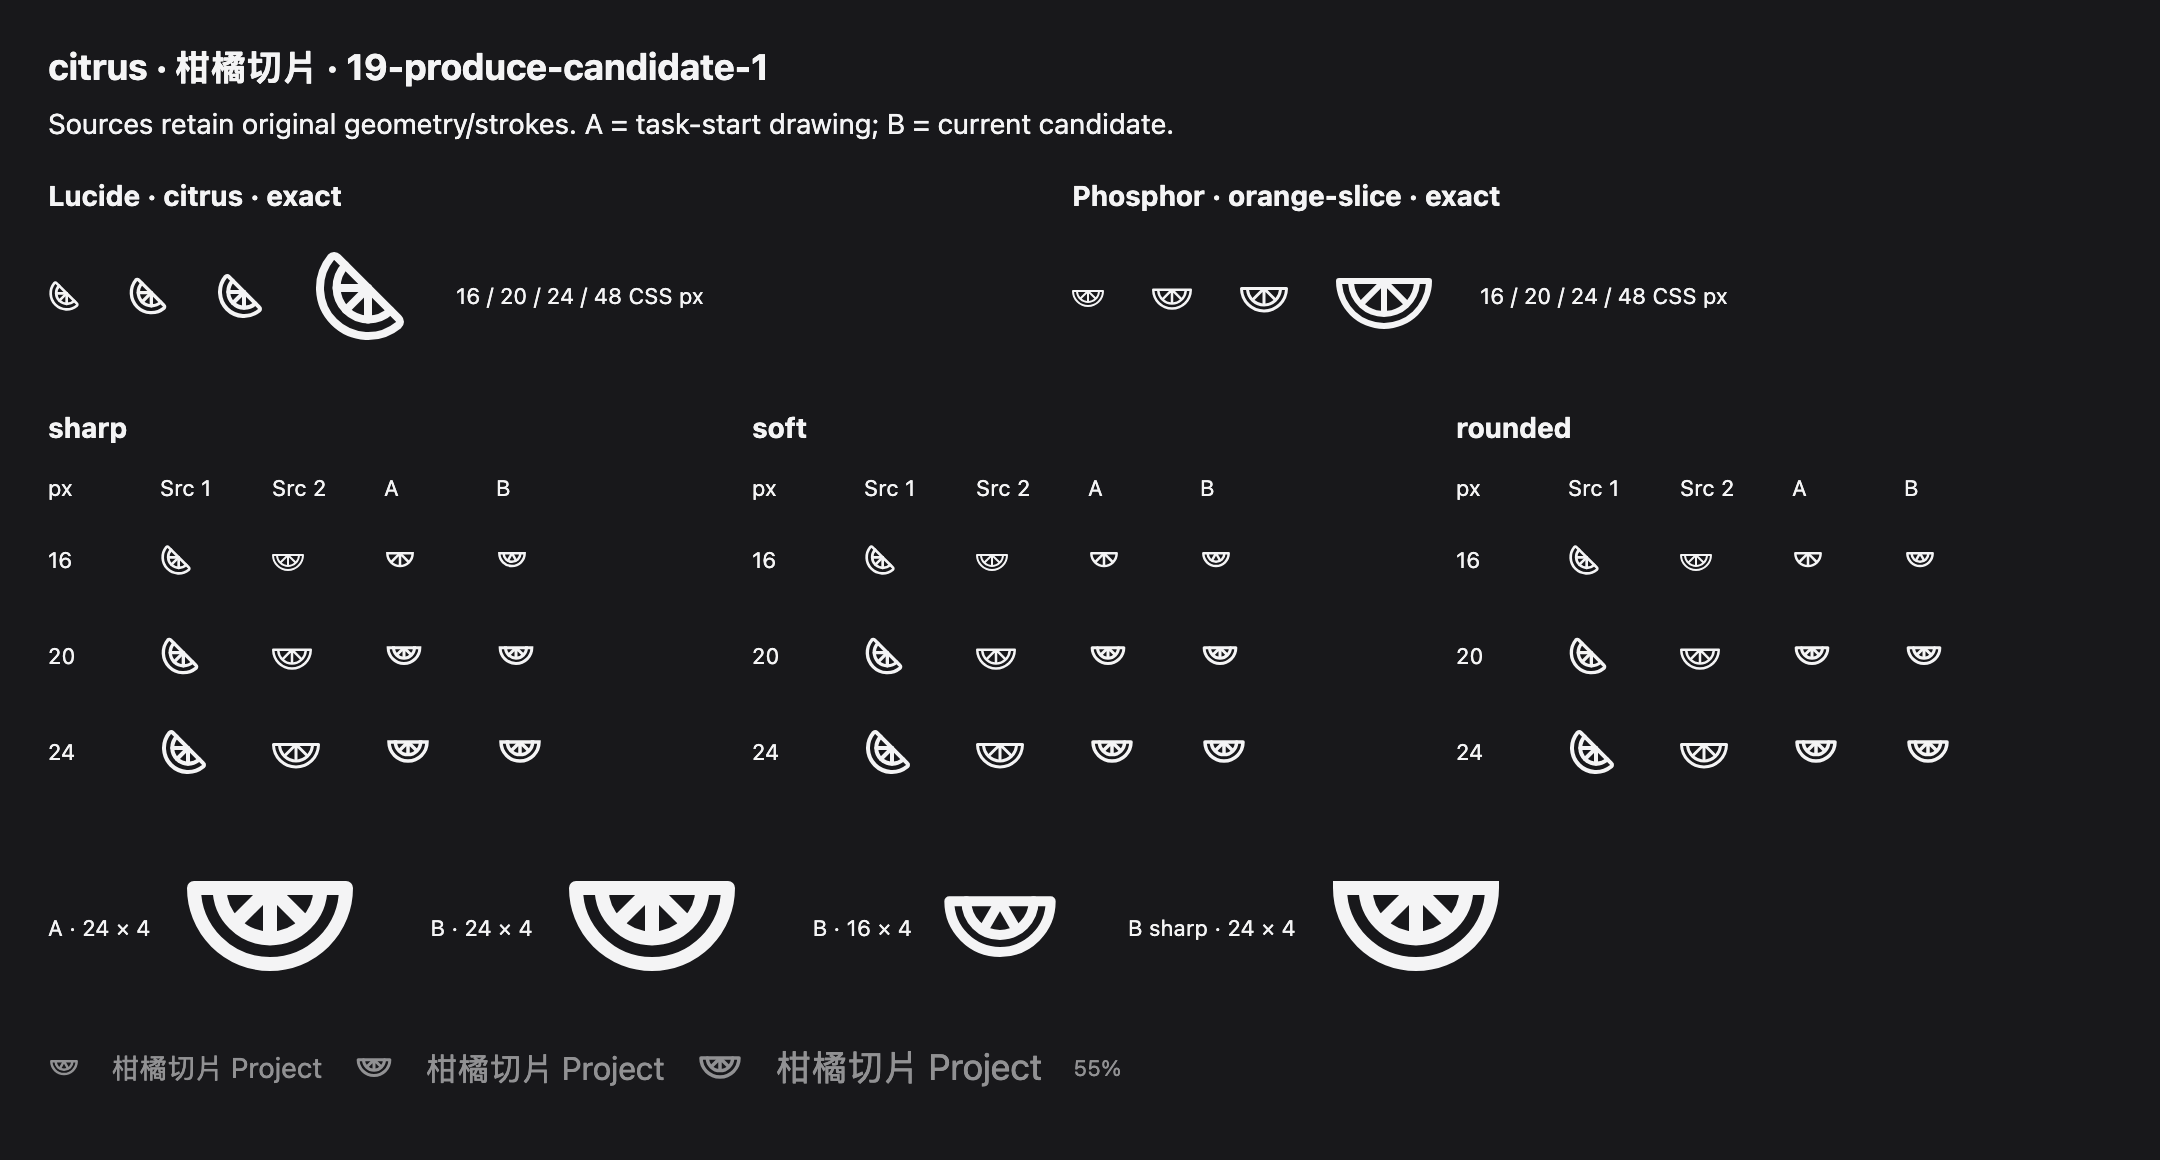 citrus · 柑橘切片 · 19-produce-candidate-1
Sources retain original geometry/strokes. A = task-start drawing; B = current candidate.
Lucide · citrus · exact
16 / 20 / 24 / 48 CSS px
Phosphor · orange-slice · exact
16 / 20 / 24 / 48 CSS px
sharp
px Src 1 Src 2 A B
16
20
24
soft
px Src 1 Src 2 A B
16
20
24
rounded
px Src 1 Src 2 A B
16
20
24
A · 24 × 4
B · 24 × 4
B · 16 × 4
B sharp · 24 × 4
柑橘切片 Project 柑橘切片 Project 柑橘切片 Project 55%